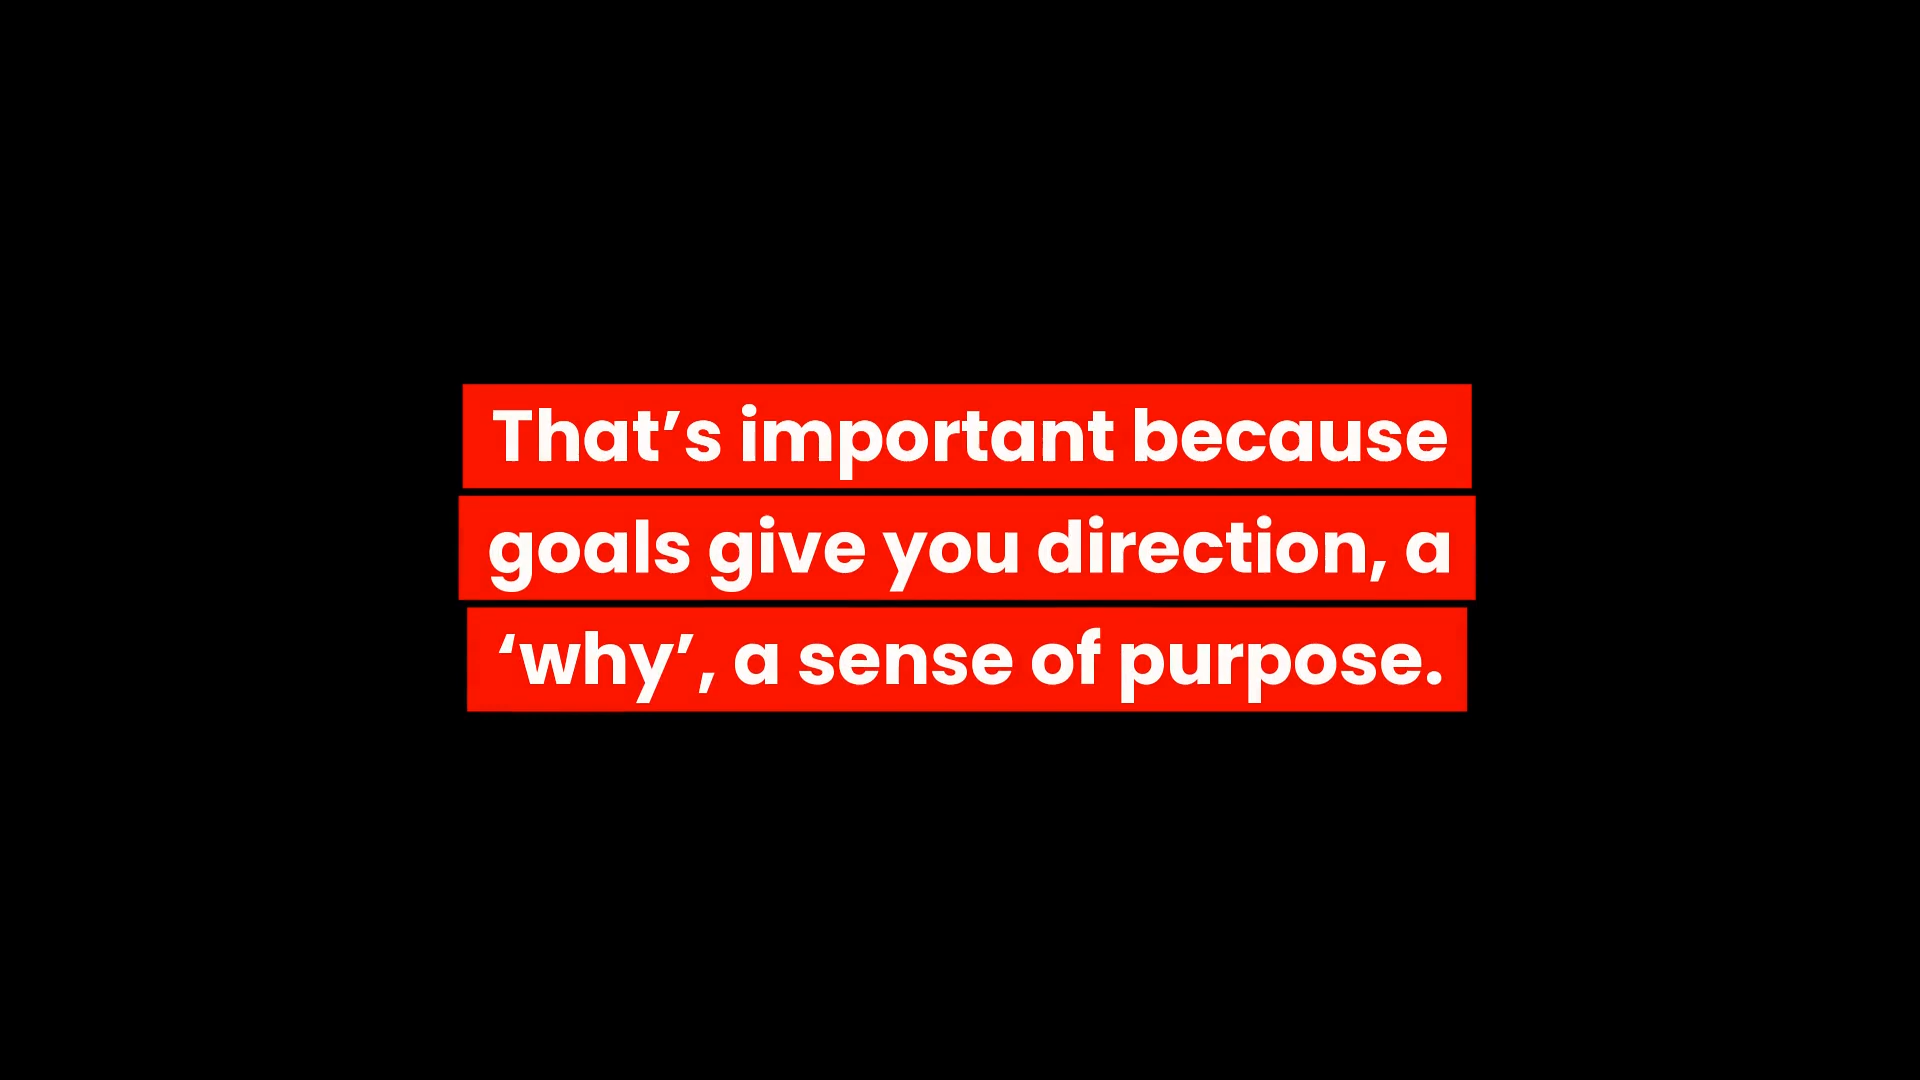 That’s important because
goals give you direction, a
‘why’, a sense of purpose.